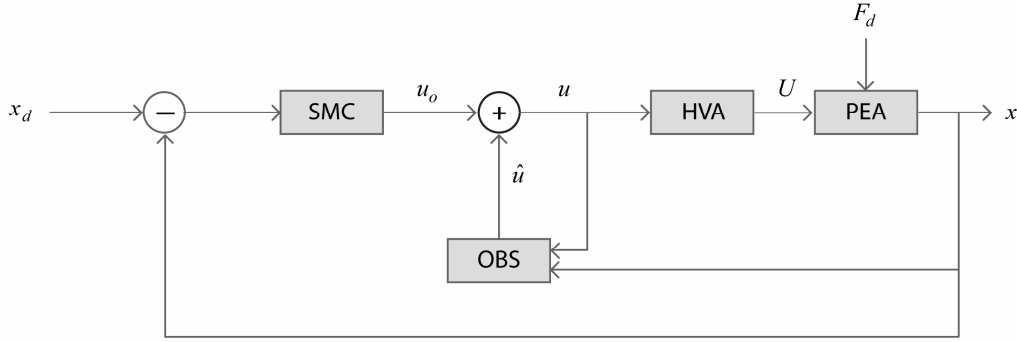 F_d
x_d − SMC u_o + u HVA U PEA x
û
OBS